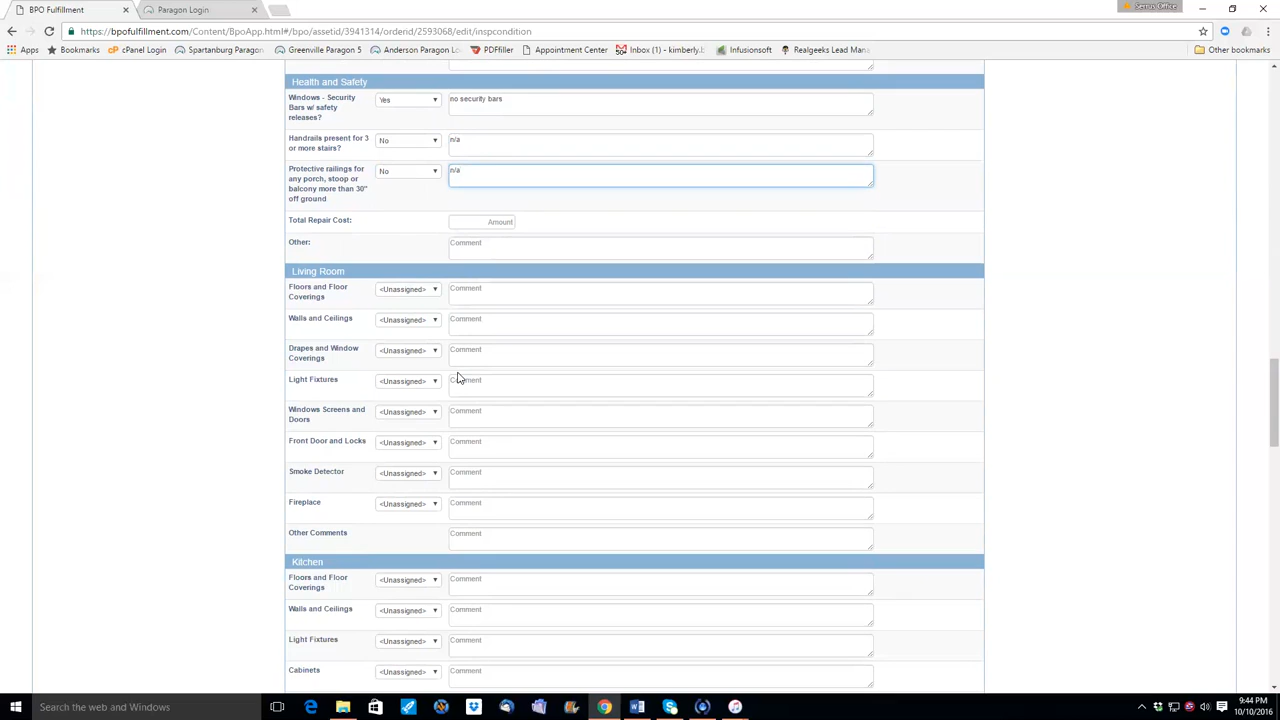 BPO Fulfillment
Paragon Login
Serrus Office
https://bpofulfillment.com/Content/BpoApp.html#/bpo/assetid/3941314/orderid/2593068/edit/inspcondition
Apps Bookmarks cPanel Login Spartanburg Paragon Greenville Paragon 5 Anderson Paragon Lo PDFfiller Appointment Center Inbox (1) - kimberly.b Infusionsoft Realgeeks Lead Mana Other bookmarks
Health and Safety
Windows - Security
Bars w/ safety
releases?
Yes
no security bars
Handrails present for 3
or more stairs?
No
n/a
Protective railings for
any porch, stoop or
balcony more than 30"
off ground
No
n/a
Total Repair Cost:
Amount
Other:
Comment
Living Room
Floors and Floor
Coverings
<Unassigned>
Comment
Walls and Ceilings
<Unassigned>
Comment
Drapes and Window
Coverings
<Unassigned>
Comment
Light Fixtures
<Unassigned>
Comment
Windows Screens and
Doors
<Unassigned>
Comment
Front Door and Locks
<Unassigned>
Comment
Smoke Detector
<Unassigned>
Comment
Fireplace
<Unassigned>
Comment
Other Comments
Comment
Kitchen
Floors and Floor
Coverings
<Unassigned>
Comment
Walls and Ceilings
<Unassigned>
Comment
Light Fixtures
<Unassigned>
Comment
Cabinets
<Unassigned>
Comment
Search the web and Windows
9:44 PM
10/10/2016